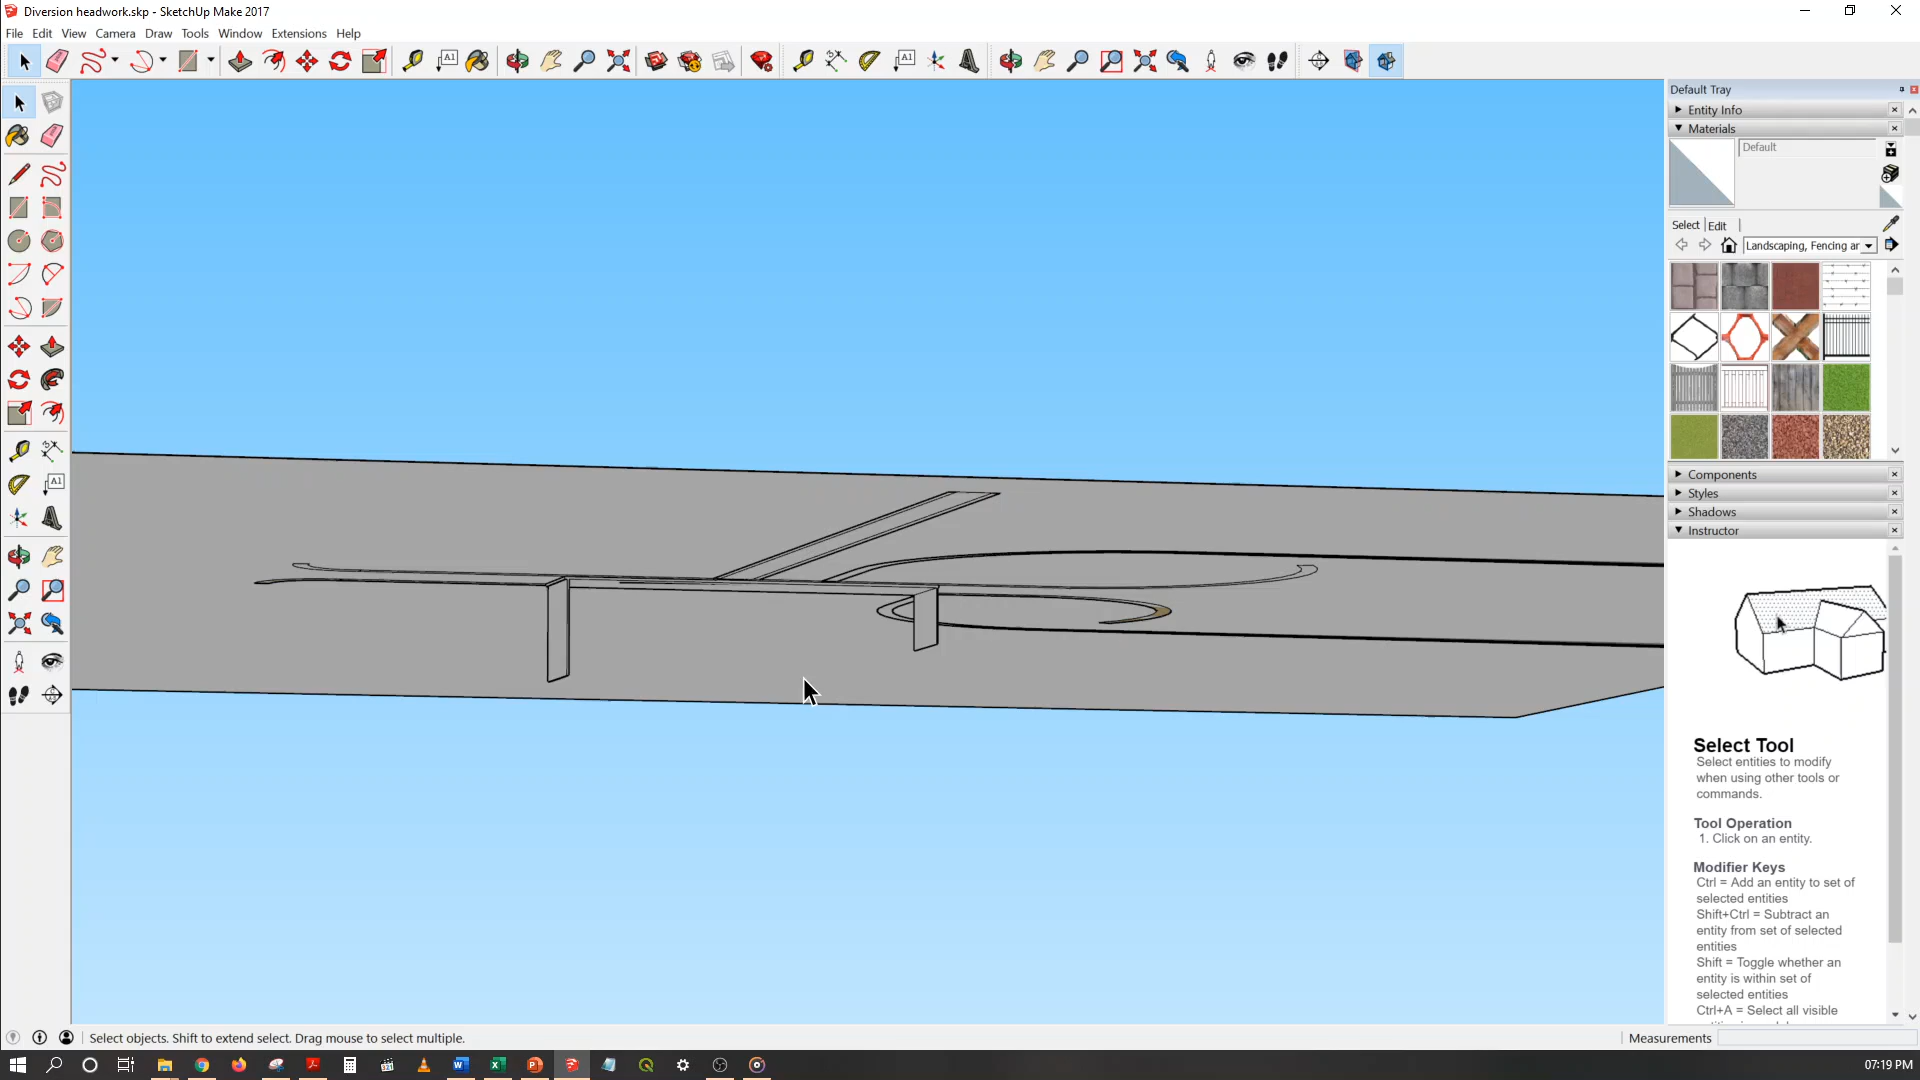 Diversion headwork.skp - SketchUp Make 2017
File Edit View Camera Draw Tools Window Extensions Help
A1
A1
Default Tray
Entity Info
Materials
Default
Select Edit
Landscaping, Fencing ar
A1
Components
Styles
Shadows
Instructor
Select Tool
Select entities to modify
when using other tools or
commands.
Tool Operation
1. Click on an entity.
Modifier Keys
Ctrl = Add an entity to set of
selected entities
Shift+Ctrl = Subtract an
entity from set of selected
entities
Shift = Toggle whether an
entity is within set of
selected entities
Ctrl+A = Select all visible
Select objects. Shift to extend select. Drag mouse to select multiple.
Measurements
07:19 PM